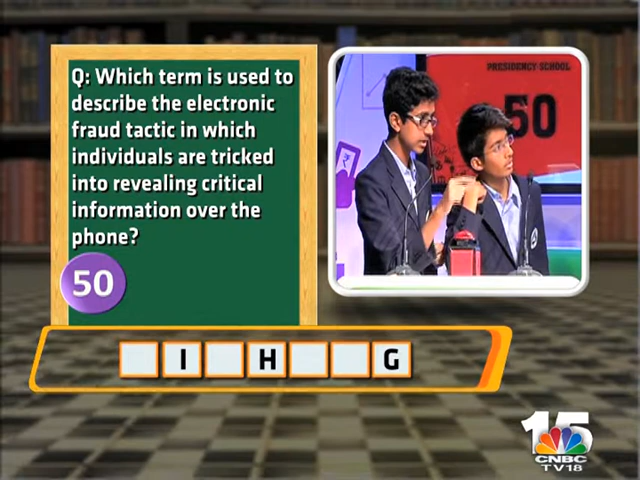 Q: Which term is used to
describe the electronic
fraud tactic in which
individuals are tricked
into revealing critical
information over the
phone?
50
PRESIDENCY SCHOOL
50
I H G
15
CNBC
TV18